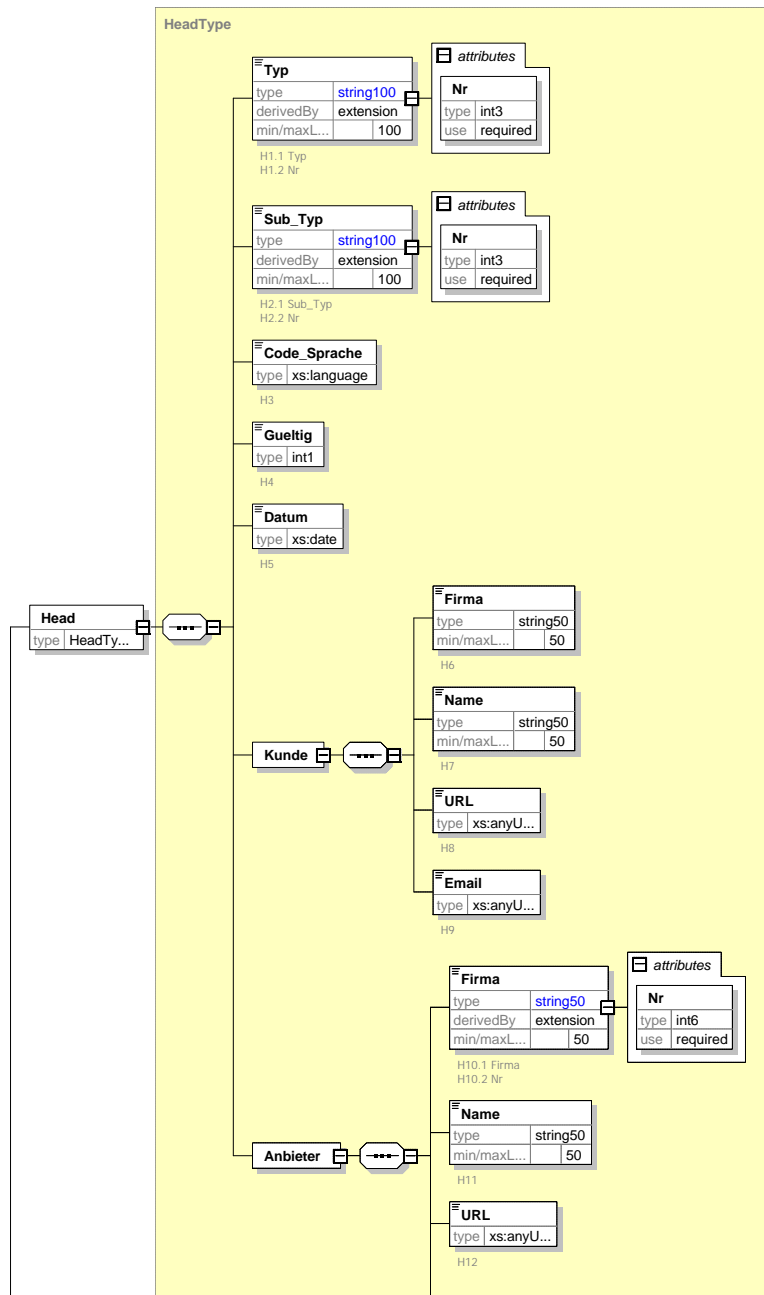 HeadType
Typ
type string100
derivedBy extension
min/maxL... 100
attributes
Nr
type int3
use required
H1.1 Typ
H1.2 Nr
Sub_Typ
type string100
derivedBy extension
min/maxL... 100
attributes
Nr
type int3
use required
H2.1 Sub_Typ
H2.2 Nr
Code_Sprache
type xs:language
H3
Gueltig
type int1
H4
Datum
type xs:date
H5
Head
type HeadTy...
Kunde
Firma
type string50
min/maxL... 50
H6
Name
type string50
min/maxL... 50
H7
URL
type xs:anyU...
H8
Email
type xs:anyU...
H9
Anbieter
Firma
type string50
derivedBy extension
min/maxL... 50
attributes
Nr
type int6
use required
H10.1 Firma
H10.2 Nr
Name
type string50
min/maxL... 50
H11
URL
type xs:anyU...
H12